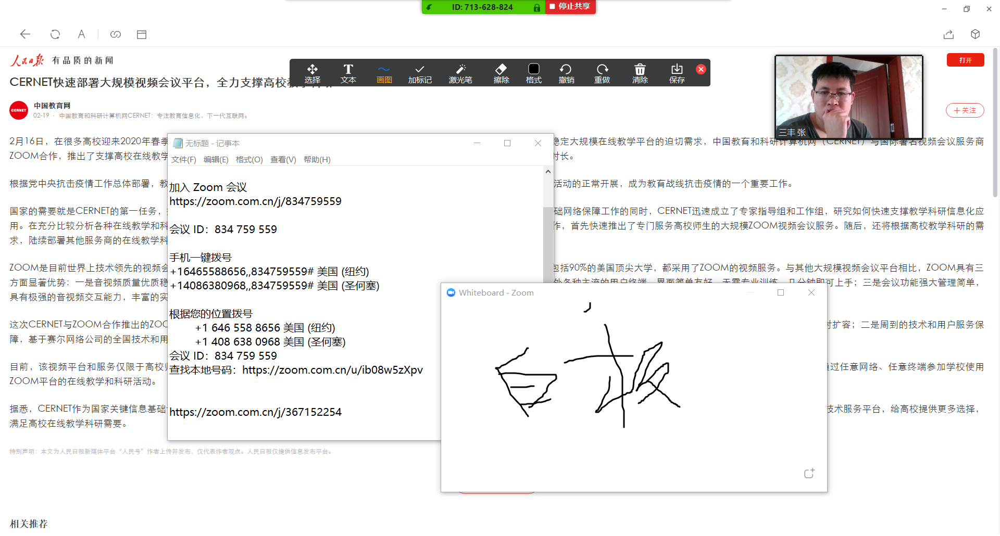 ID: 713-628-824
停止共享
人民日报 有品质的新闻
打开
选择 文本 画图 加标记 激光笔 擦除 格式 撤销 重做 清除 保存
CERNET快速部署大规模视频会议平台，全力支撑高校教
CERNET
中国教育网
02-19 · 中国教育和科研计算机网CERNET：专注教育信息化、下一代互联网。
三丰 张
＋关注
2月16日，在很多高校迎来2020年春季
稳定大规模在线教学平台的迫切需求，中国教育和科研计算机网（CERNET）与国际著名视频会议服务商
ZOOM合作，推出了支撑高校在线教学
时长。
根据党中央抗击疫情工作总体部署，教
活动的正常开展，成为教育战线抗击疫情的一个重要工作。
国家的需要就是CERNET的第一任务，
础网络保障工作的同时，CERNET迅速成立了专家指导组和工作组，研究如何快速支撑教学科研信息化应
用。在充分比较分析各种在线教学和科
作，首先快速推出了专门服务高校师生的大规模ZOOM视频会议服务。随后，还将根据高校教学科研的需
求，陆续部署其他服务商的在线教学科
ZOOM是目前世界上技术领先的视频会
包括90%的美国顶尖大学，都采用了ZOOM的视频服务。与其他大规模视频会议平台相比，ZOOM具有三
方面显著优势：一是音视频质量优质稳
外各种主流的用户终端，界面简单友好，无需专业训练，几分钟即可上手；三是会议功能强大管理简单，
具有极强的音视频交互能力，丰富的实
这次CERNET与ZOOM合作推出的ZOO
时扩容；二是周到的技术和用户服务保
障，基于赛尔网络公司的全国技术和用
目前，该视频平台和服务仅限于高校师
通过任意网络、任意终端参加学校使用
ZOOM平台的在线教学和科研活动。
据悉，CERNET作为国家关键信息基础
技术服务平台，给高校提供更多选择，
满足高校在线教学科研需要。
特别声明：本文为人民日报新媒体平台“人民号”作者上传并发布，仅代表作者观点。人民日报仅提供信息发布平台。
相关推荐
无标题 - 记事本
文件(F) 编辑(E) 格式(O) 查看(V) 帮助(H)
加入 Zoom 会议
https://zoom.com.cn/j/834759559
会议 ID：834 759 559
手机一键拨号
+16465588656,,834759559# 美国 (纽约)
+14086380968,,834759559# 美国 (圣何塞)
根据您的位置拨号
+1 646 558 8656 美国 (纽约)
+1 408 638 0968 美国 (圣何塞)
会议 ID：834 759 559
查找本地号码：https://zoom.com.cn/u/ib08w5zXpv
https://zoom.com.cn/j/367152254
Whiteboard - Zoom
白板